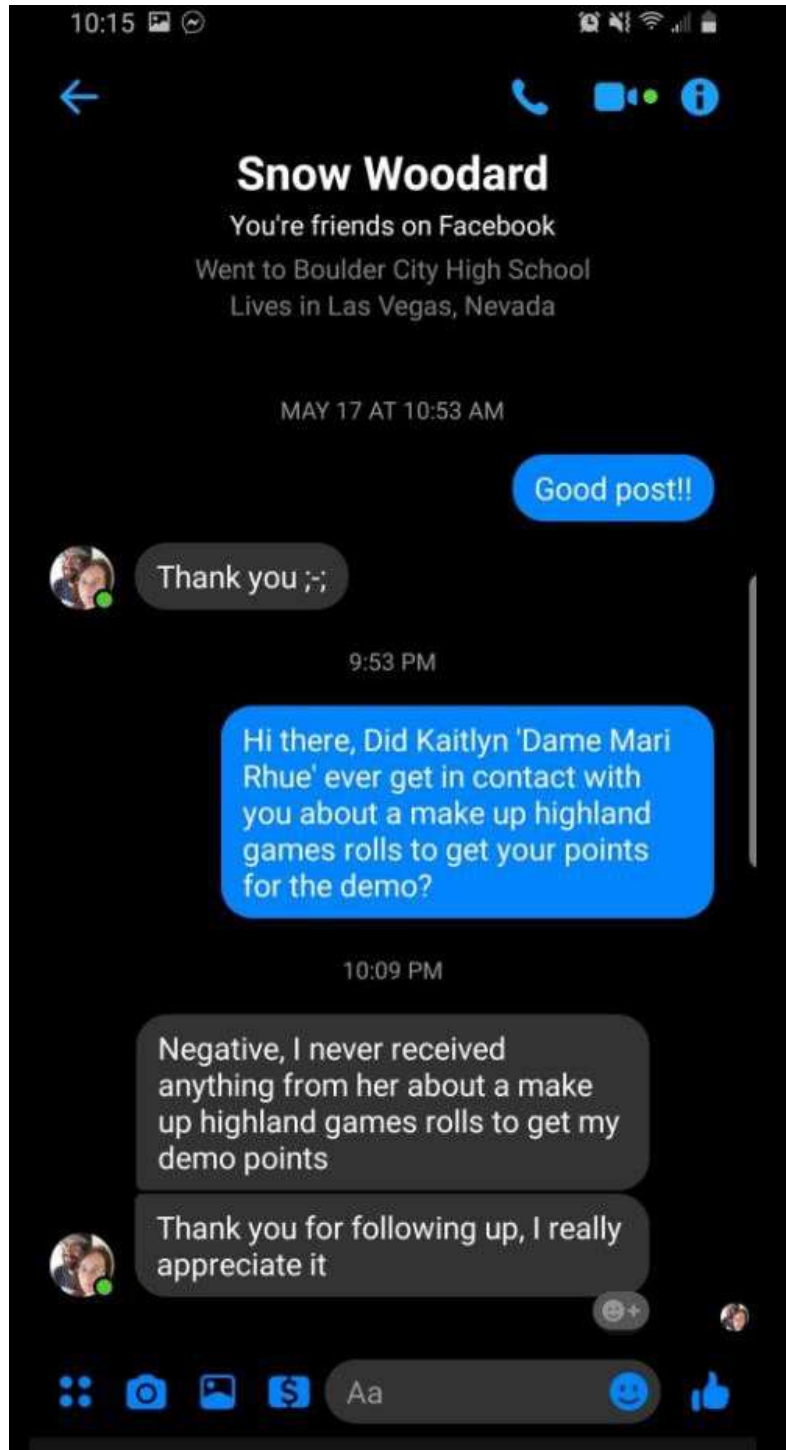 10:15
Snow Woodard
You're friends on Facebook
Went to Boulder City High School
Lives in Las Vegas, Nevada
MAY 17 AT 10:53 AM
Good post!!
Thank you ;-;
9:53 PM
Hi there, Did Kaitlyn 'Dame Mari
Rhue' ever get in contact with
you about a make up highland
games rolls to get your points
for the demo?
10:09 PM
Negative, I never received
anything from her about a make
up highland games rolls to get my
demo points
Thank you for following up, I really
appreciate it
Aa